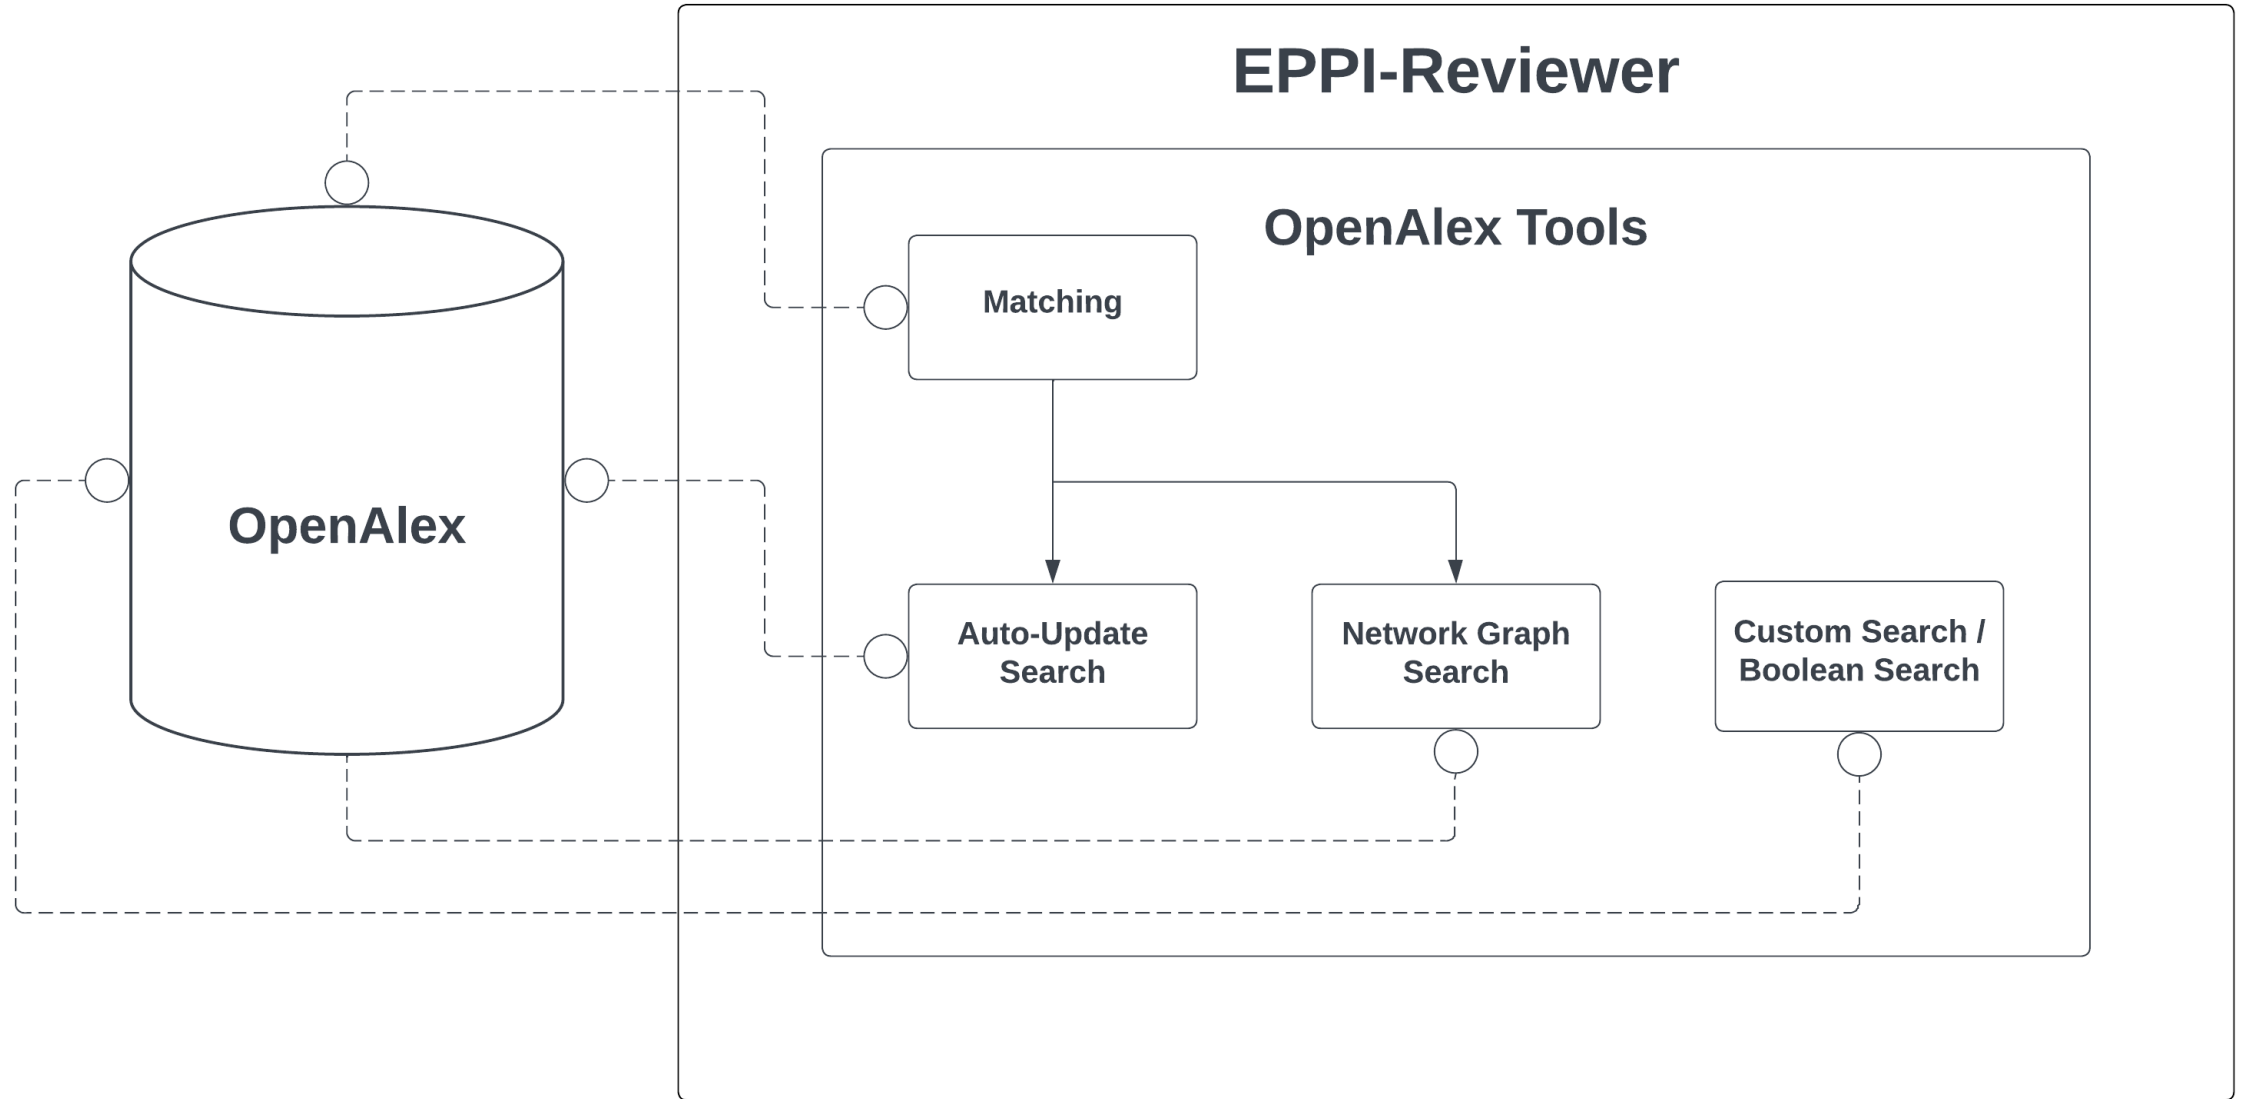 EPPI-Reviewer
OpenAlex Tools
Matching
OpenAlex
Auto-Update
Search
Network Graph
Search
Custom Search /
Boolean Search